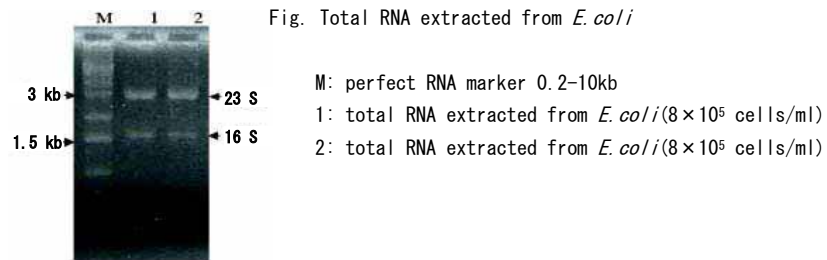 M 1 2
Fig. Total RNA extracted from E.coli
3 kb
23 S
1.5 kb
16 S
M: perfect RNA marker 0.2-10kb
1: total RNA extracted from E.coli(8×10⁵ cells/ml)
2: total RNA extracted from E.coli(8×10⁵ cells/ml)